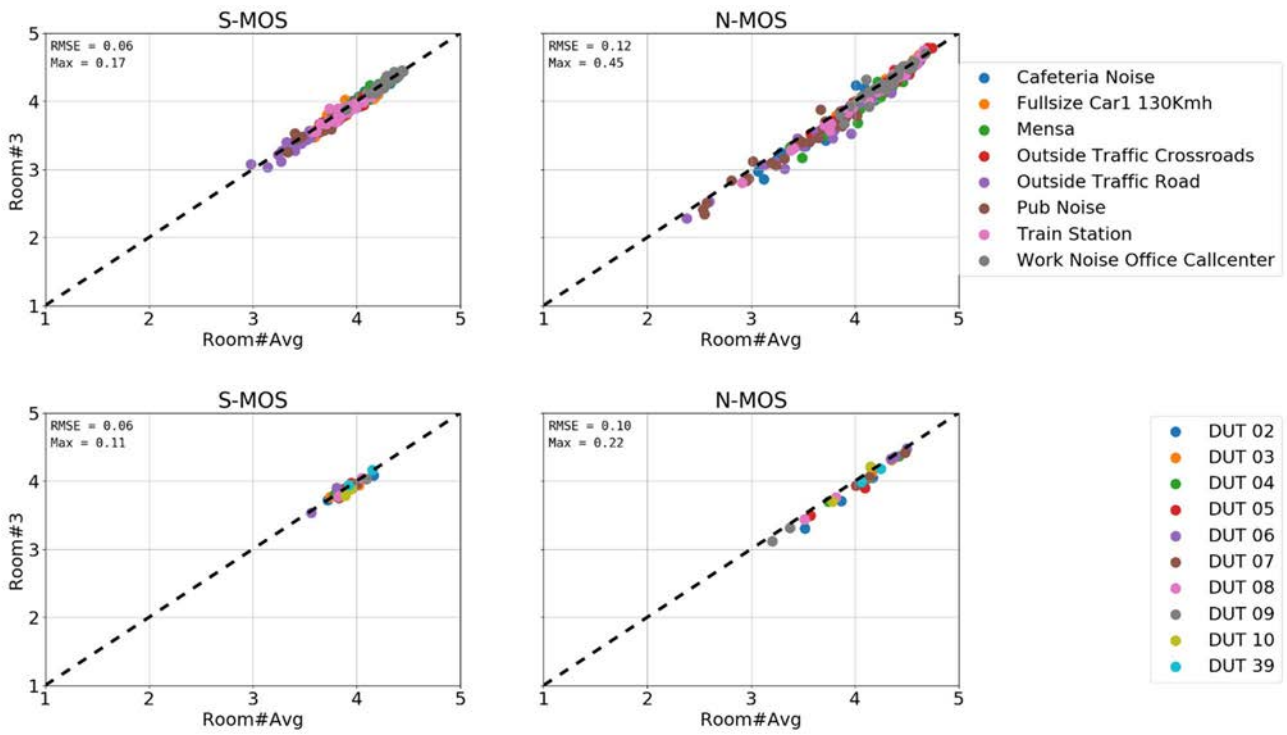 S-MOS
RMSE = 0.06
Max = 0.17
5
4
3
2
1
Room#3
1 2 3 4 5
Room#Avg
N-MOS
RMSE = 0.12
Max = 0.45
1 2 3 4 5
Room#Avg
Cafeteria Noise
Fullsize Car1 130Kmh
Mensa
Outside Traffic Crossroads
Outside Traffic Road
Pub Noise
Train Station
Work Noise Office Callcenter
S-MOS
RMSE = 0.06
Max = 0.11
5
4
3
2
1
Room#3
1 2 3 4 5
Room#Avg
N-MOS
RMSE = 0.10
Max = 0.22
1 2 3 4 5
Room#Avg
DUT 02
DUT 03
DUT 04
DUT 05
DUT 06
DUT 07
DUT 08
DUT 09
DUT 10
DUT 39